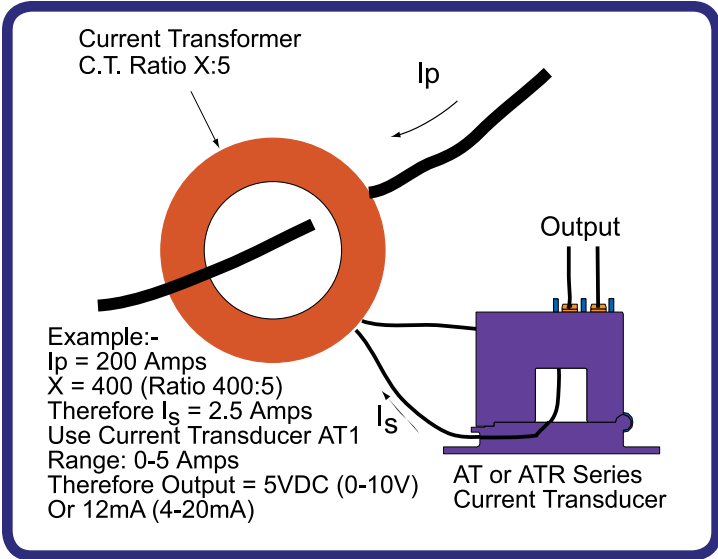 Current Transformer
C.T. Ratio X:5
Ip
Output
Example:-
Ip = 200 Amps
X = 400 (Ratio 400:5)
Therefore IS = 2.5 Amps
Use Current Transducer AT1
Range: 0-5 Amps
Therefore Output = 5VDC (0-10V)
Or 12mA (4-20mA)
IS
AT or ATR Series
Current Transducer